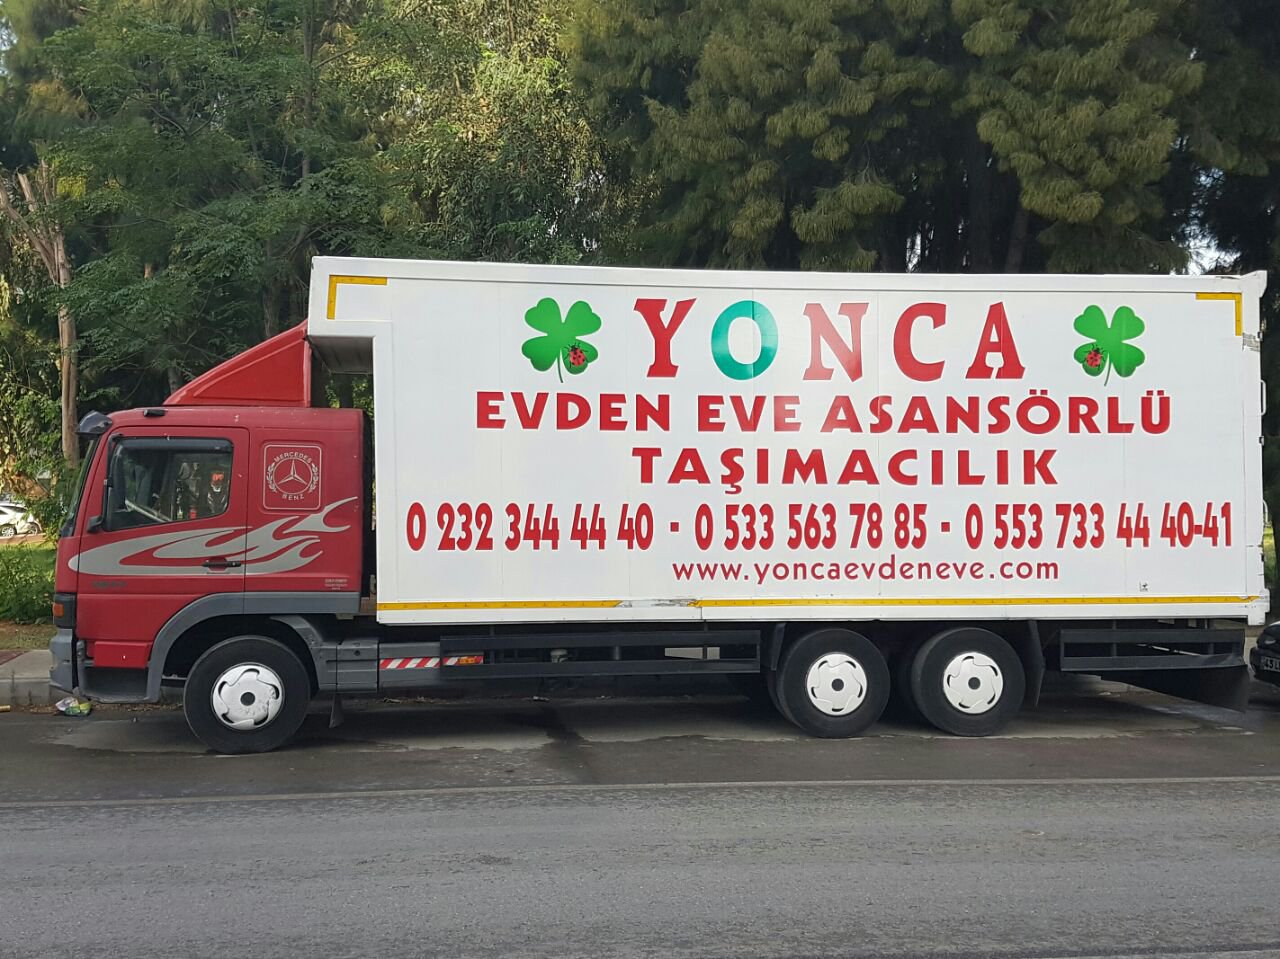 YONCA
EVDEN EVE ASANSÖRLÜ
TAŞIMACILIK
0 232 344 44 40 - 0 533 563 78 85 - 0 553 733 44 40-41
www.yoncaevdeneve.com
MERCEDES
BENZ